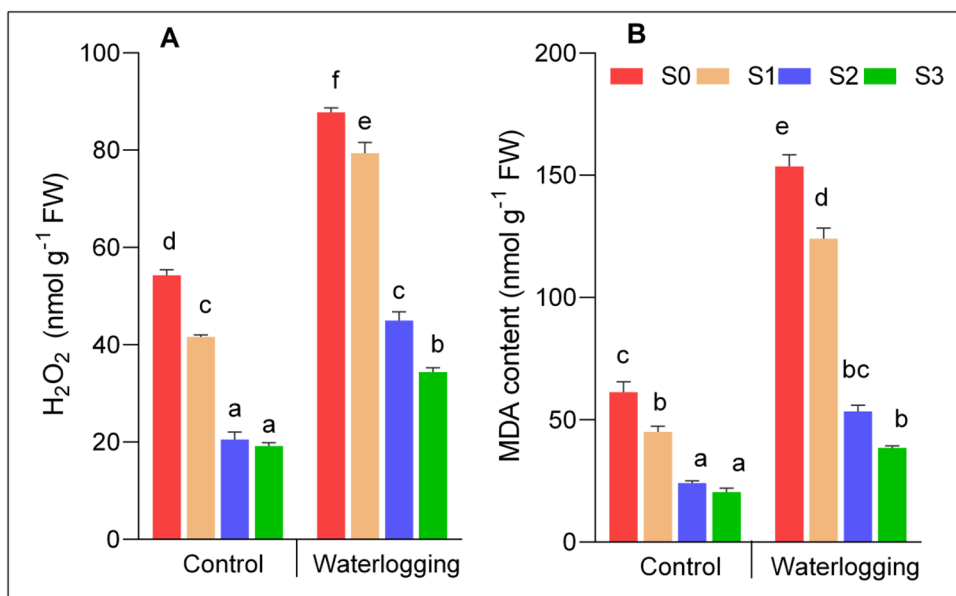 A
H₂O₂ (nmol g⁻¹ FW)
100
80
60
40
20
0
d
c
a
a
f
e
c
b
Control
Waterlogging
B
S0
S1
S2
S3
MDA content (nmol g⁻¹ FW)
200
150
100
50
0
c
b
a
a
e
d
bc
b
Control
Waterlogging